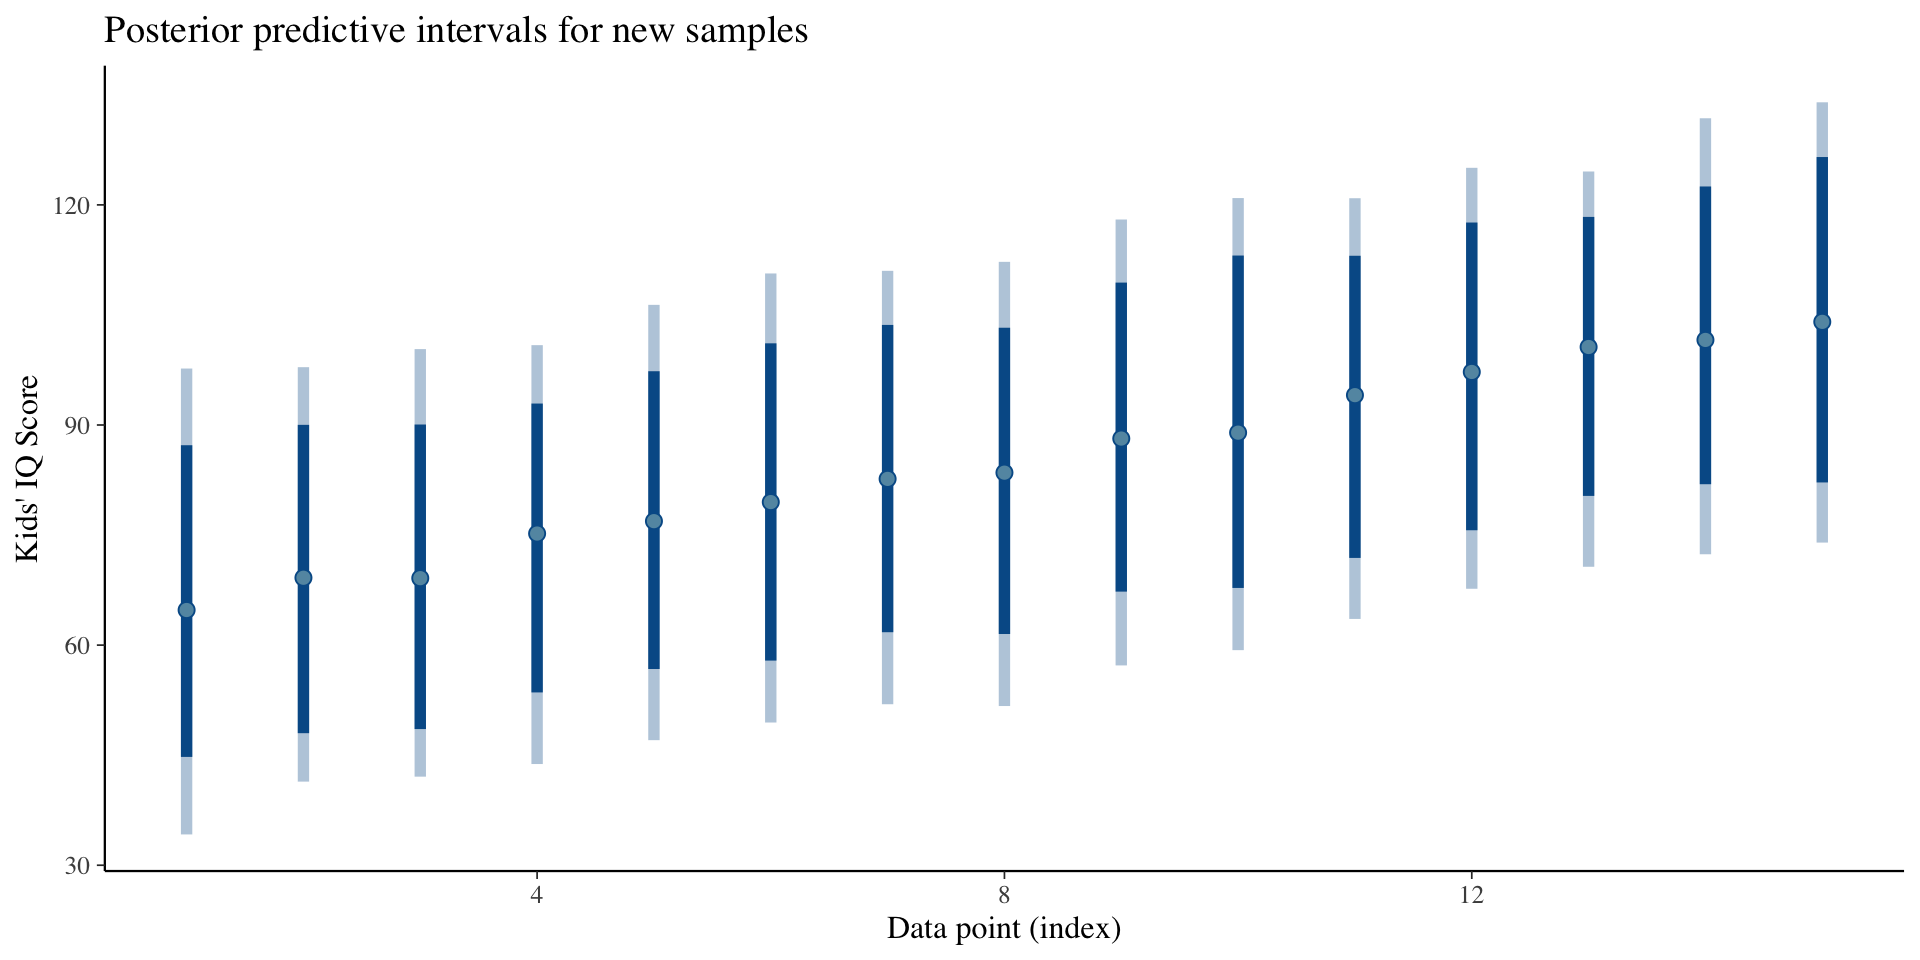 Posterior predictive intervals for new samples
Kids' IQ Score
120
90
60
30
4
8
12
Data point (index)